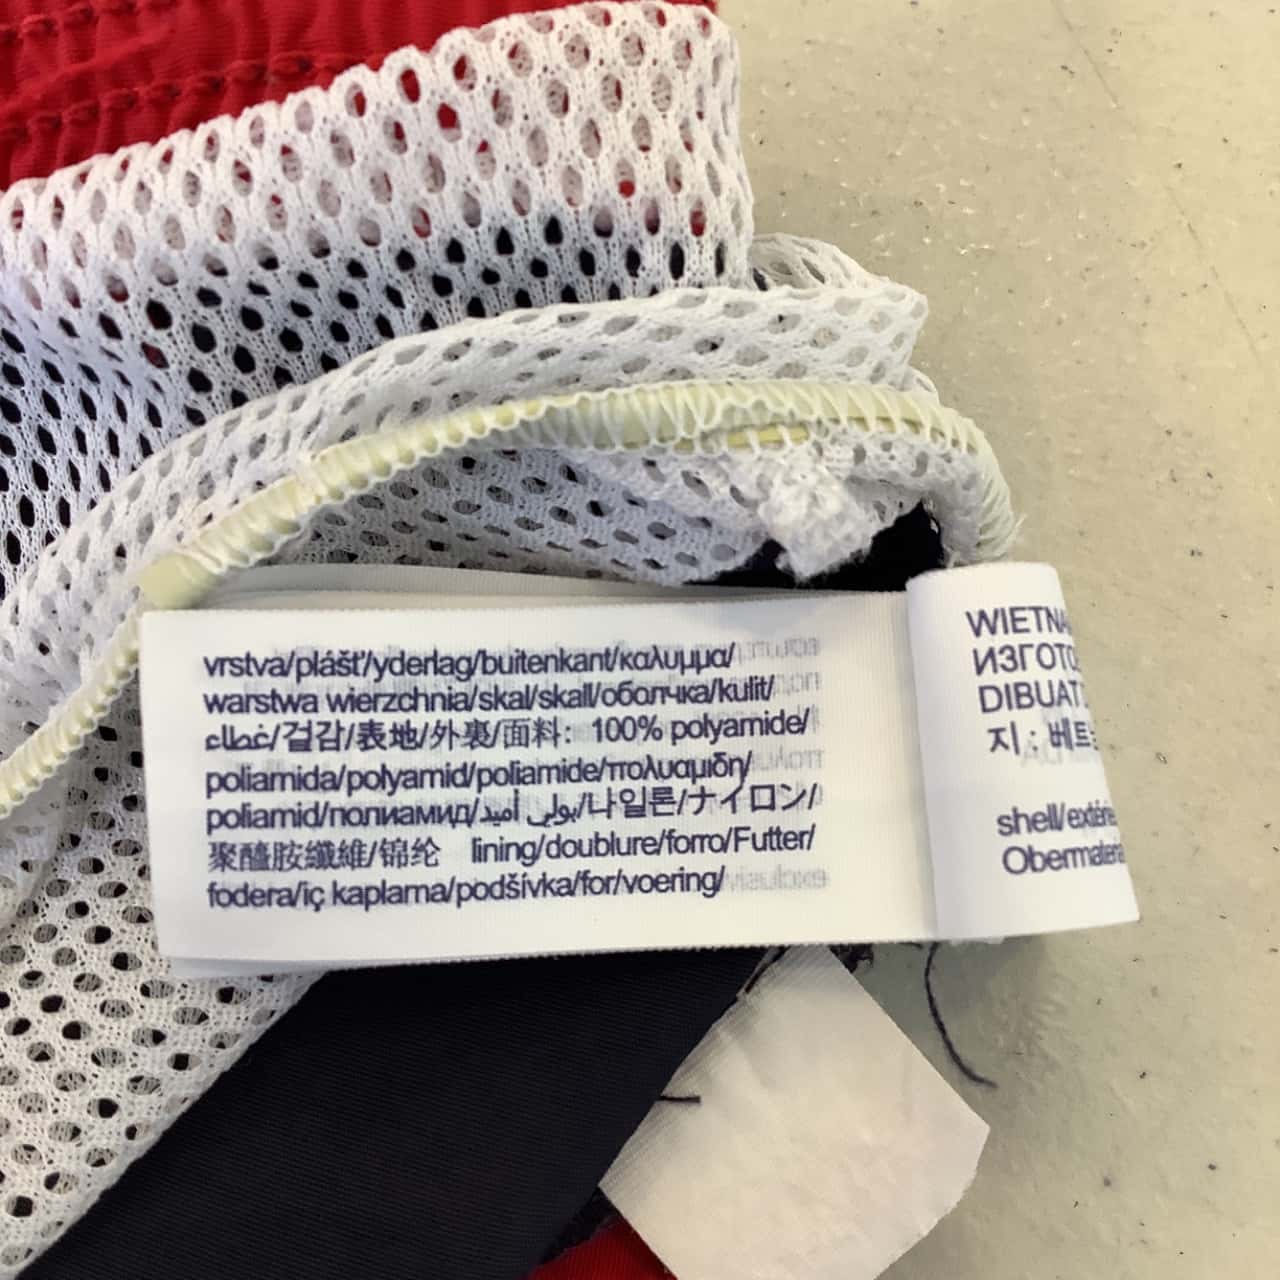 vrstva/plášť/yderlag/buitenkant/καλυμμα/
warstwa wierzchnia/skal/skall/оболчка/kulit/
غطاء/겉감/表地/外裏/面料: 100% polyamide/
poliamida/polyamid/poliamide/πολυαμιδη/
poliamid/полиамид/بولي أميد/나일론/ナイロン/
聚醯胺纖維/锦纶 lining/doublure/forro/Futter/
fodera/iç kaplama/podšívka/for/voering/
WIETNA
ИЗГОТО
DIBUAT
지: 베트
shell/extérie
Obermateria